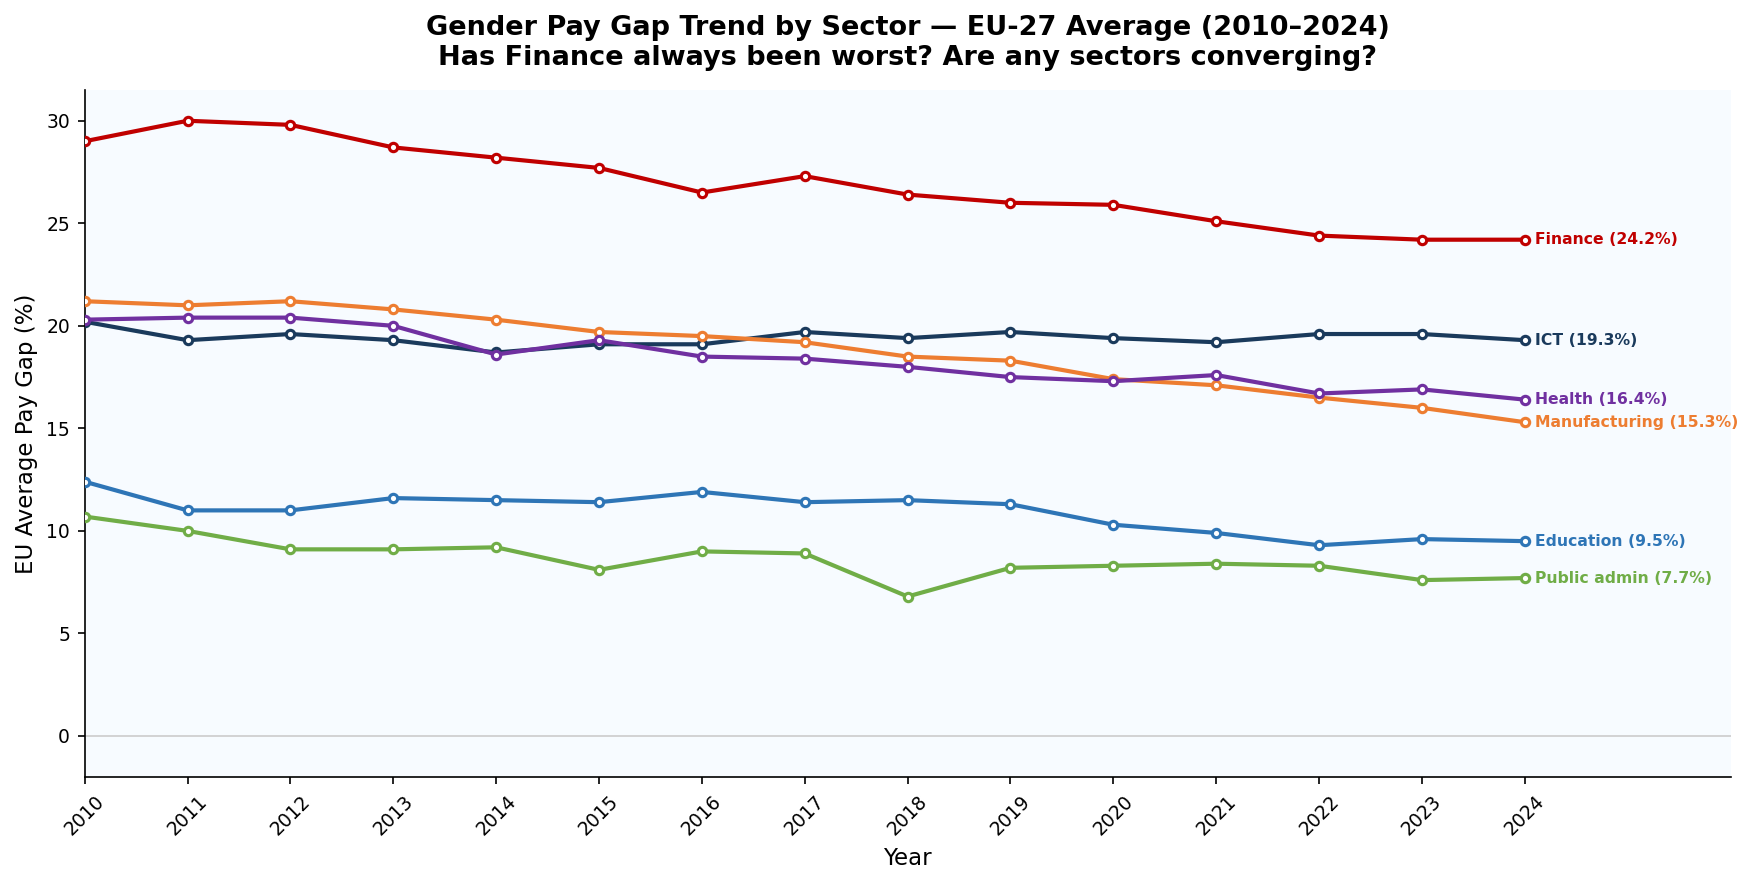 Gender Pay Gap Trend by Sector — EU-27 Average (2010–2024)
Has Finance always been worst? Are any sectors converging?
EU Average Pay Gap (%)
30
25
20
15
10
5
0
Finance (24.2%)
ICT (19.3%)
Health (16.4%)
Manufacturing (15.3%)
Education (9.5%)
Public admin (7.7%)
2010
2011
2012
2013
2014
2015
2016
2017
2018
2019
2020
2021
2022
2023
2024
Year